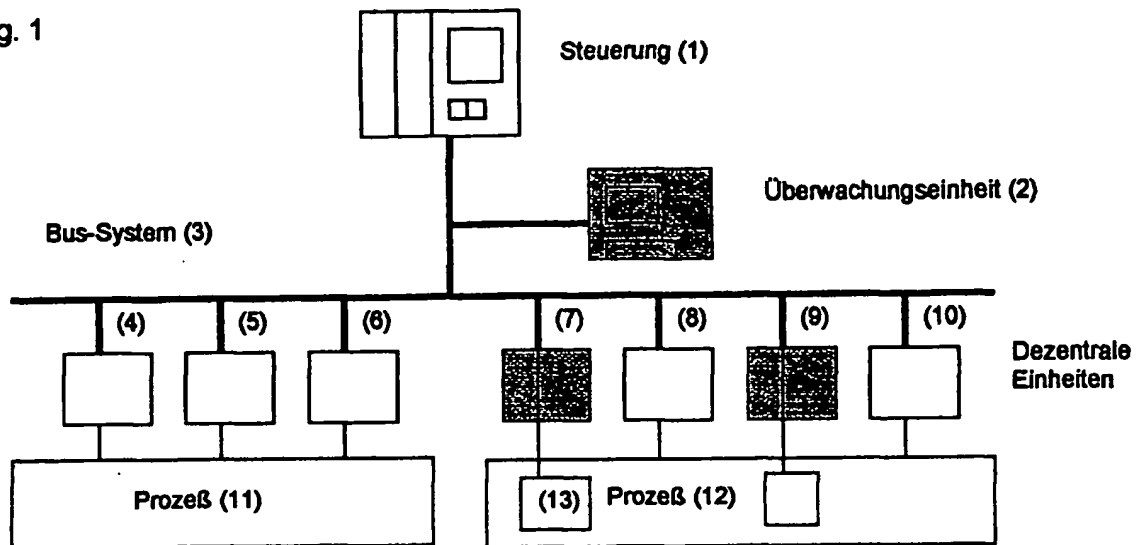 g. 1
Steuerung (1)
Überwachungseinheit (2)
Bus-System (3)
(4) (5) (6) (7) (8) (9) (10)
Dezentrale
Einheiten
Prozeß (11) (13) Prozeß (12)